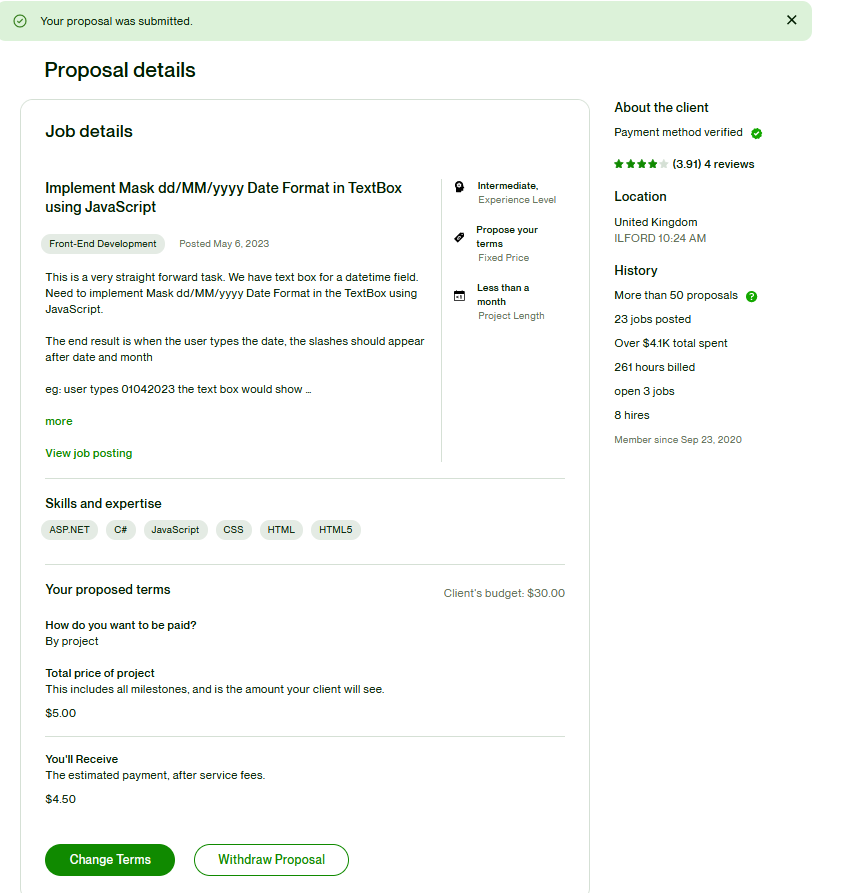 Your proposal was submitted.
Proposal details
Job details
Implement Mask dd/MM/yyyy Date Format in TextBox
using JavaScript
Front-End Development
Posted May 6, 2023
This is a very straight forward task. We have text box for a datetime field.
Need to implement Mask dd/MM/yyyy Date Format in the TextBox using
JavaScript.
The end result is when the user types the date, the slashes should appear
after date and month
eg: user types 01042023 the text box would show ...
more
View job posting
Intermediate,
Experience Level
Propose your
terms
Fixed Price
Less than a
month
Project Length
Skills and expertise
ASP.NET
C#
JavaScript
CSS
HTML
HTML5
Your proposed terms
Client's budget: $30.00
How do you want to be paid?
By project
Total price of project
This includes all milestones, and is the amount your client will see.
$5.00
You'll Receive
The estimated payment, after service fees.
$4.50
Change Terms
Withdraw Proposal
About the client
Payment method verified
(3.91) 4 reviews
Location
United Kingdom
ILFORD 10:24 AM
History
More than 50 proposals
23 jobs posted
Over $4.1K total spent
261 hours billed
open 3 jobs
8 hires
Member since Sep 23, 2020